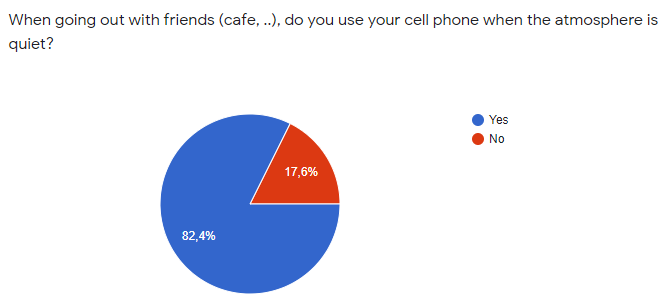 When going out with friends (cafe, ..), do you use your cell phone when the atmosphere is
quiet?
Yes
No
17,6%
82,4%